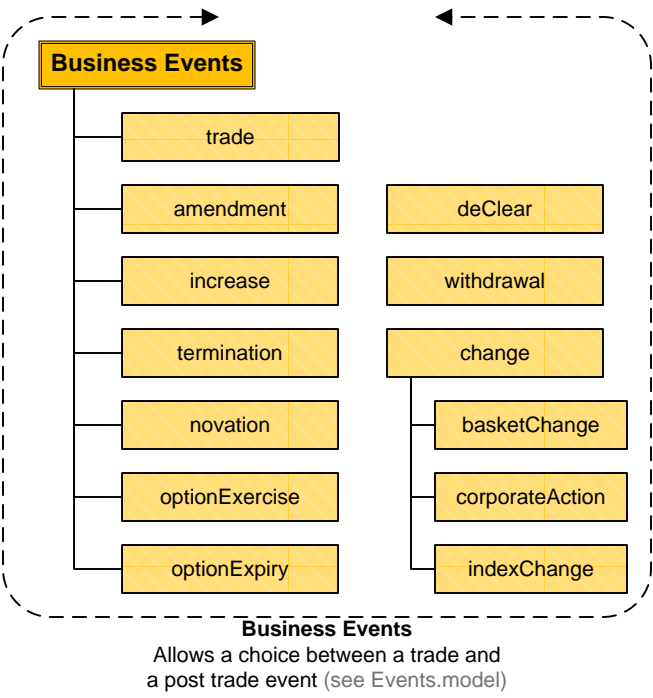 Business Events
trade
amendment
deClear
increase
withdrawal
termination
change
novation
basketChange
optionExercise
corporateAction
optionExpiry
indexChange
Business Events
Allows a choice between a trade and
a post trade event (see Events.model)